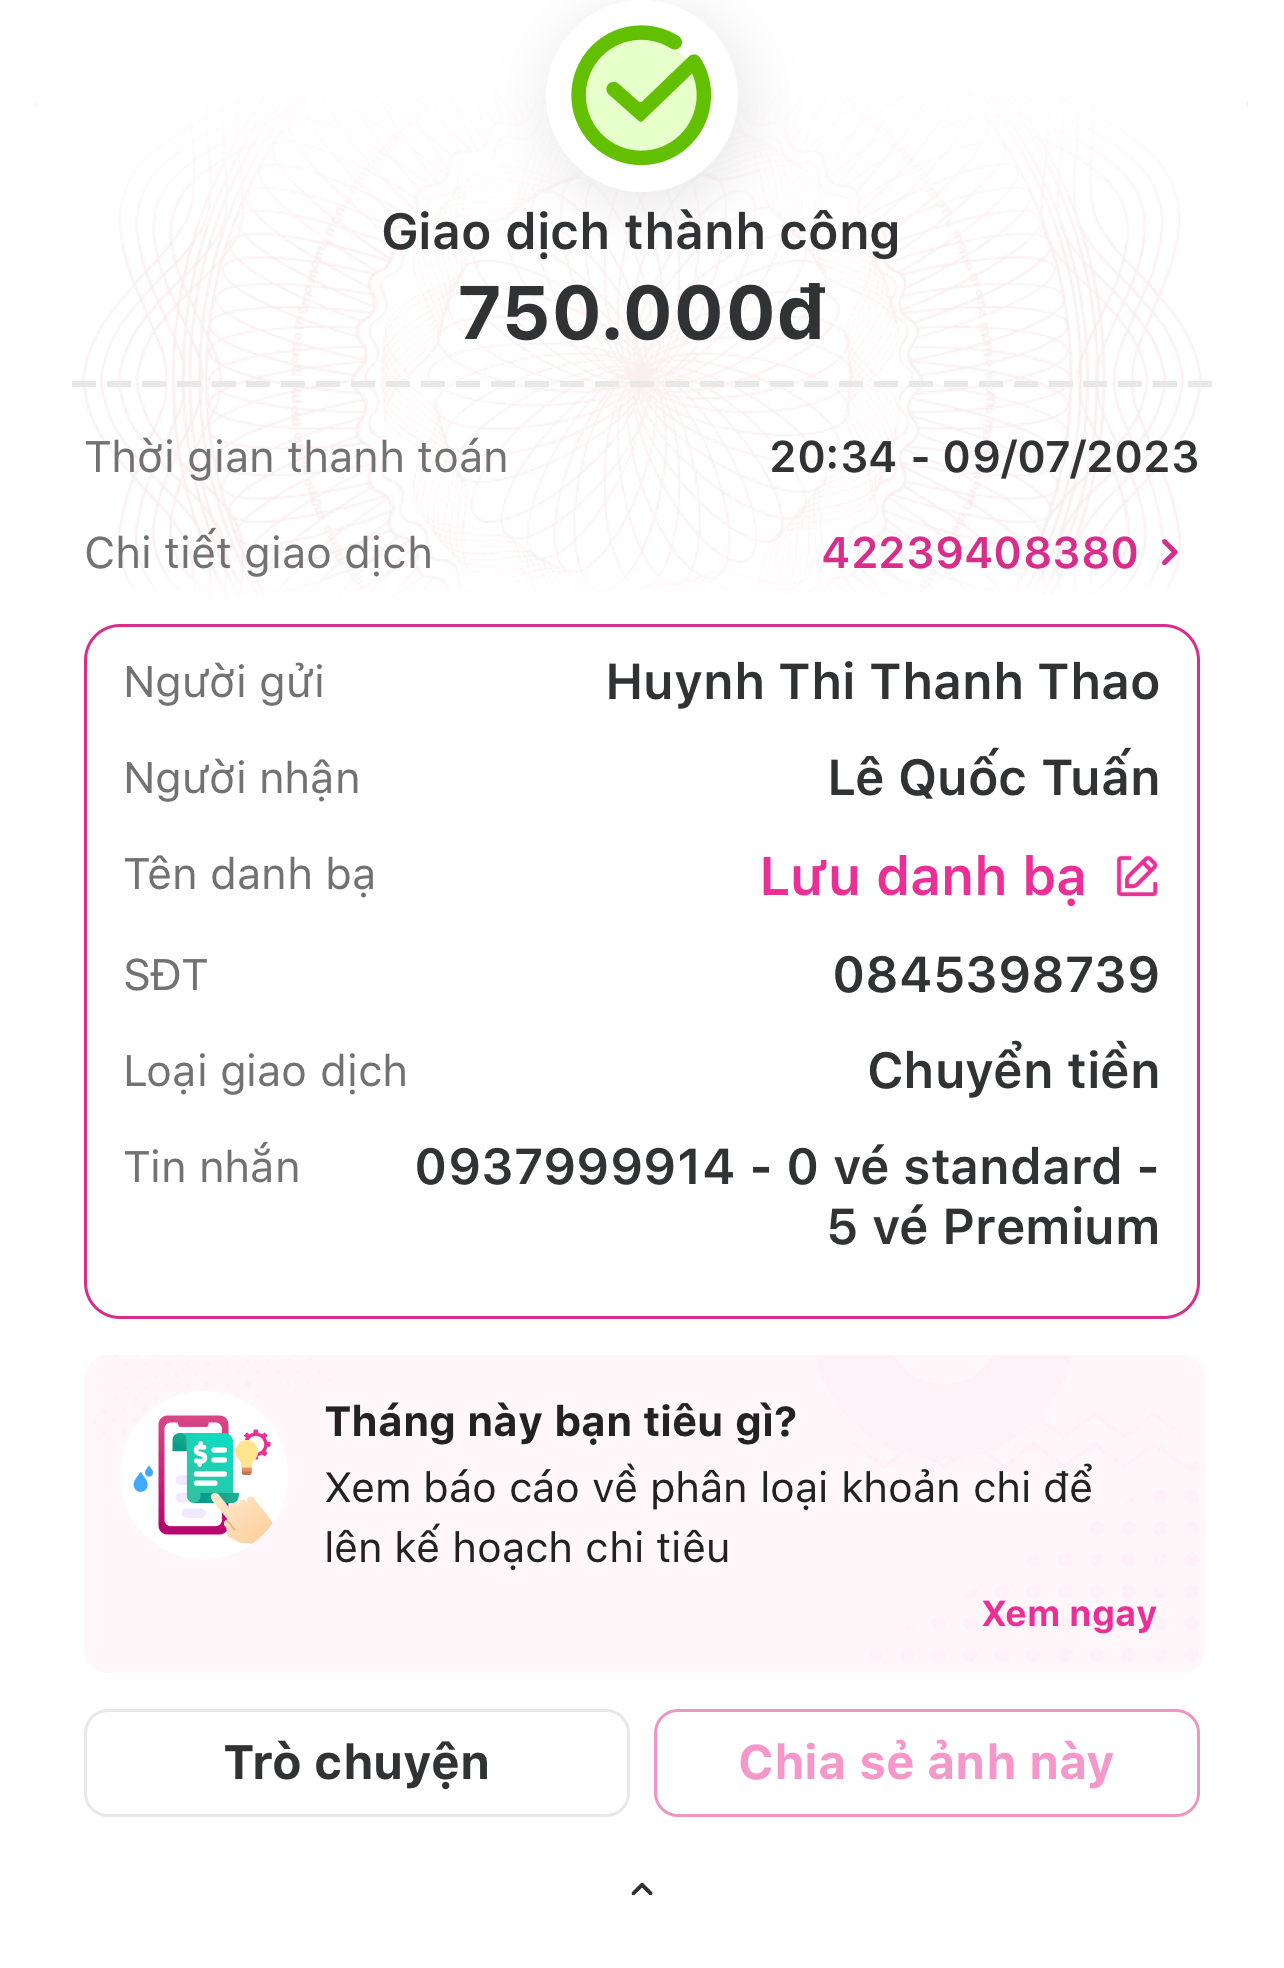 Giao dịch thành công
750.000đ
Thời gian thanh toán 20:34 - 09/07/2023
Chi tiết giao dịch 42239408380
Người gửi Huynh Thi Thanh Thao
Người nhận Lê Quốc Tuấn
Tên danh bạ Lưu danh bạ
SĐT 0845398739
Loại giao dịch Chuyển tiền
Tin nhắn 0937999914 - 0 vé standard -
5 vé Premium
Tháng này bạn tiêu gì?
Xem báo cáo về phân loại khoản chi để
lên kế hoạch chi tiêu
Xem ngay
Trò chuyện Chia sẻ ảnh này